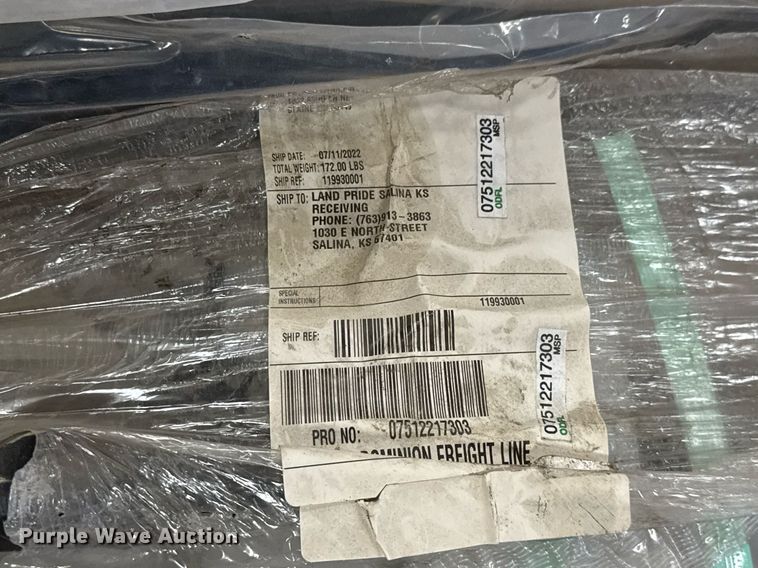 SHIP DATE: 07/11/2022
TOTAL WEIGHT: 172.00 LBS
SHIP REF: 119930001
SHIP TO: LAND PRIDE SALINA KS
RECEIVING
PHONE: (763)913-3863
1030 E NORTH STREET
SALINA, KS 67401
07512217303
MSP
ODFL
SPECIAL
INSTRUCTIONS
119930001
SHIP REF:
07512217303
MSP
ODFL
PRO NO: 07512217303
DOMINION FREIGHT LINE
Purple Wave Auction